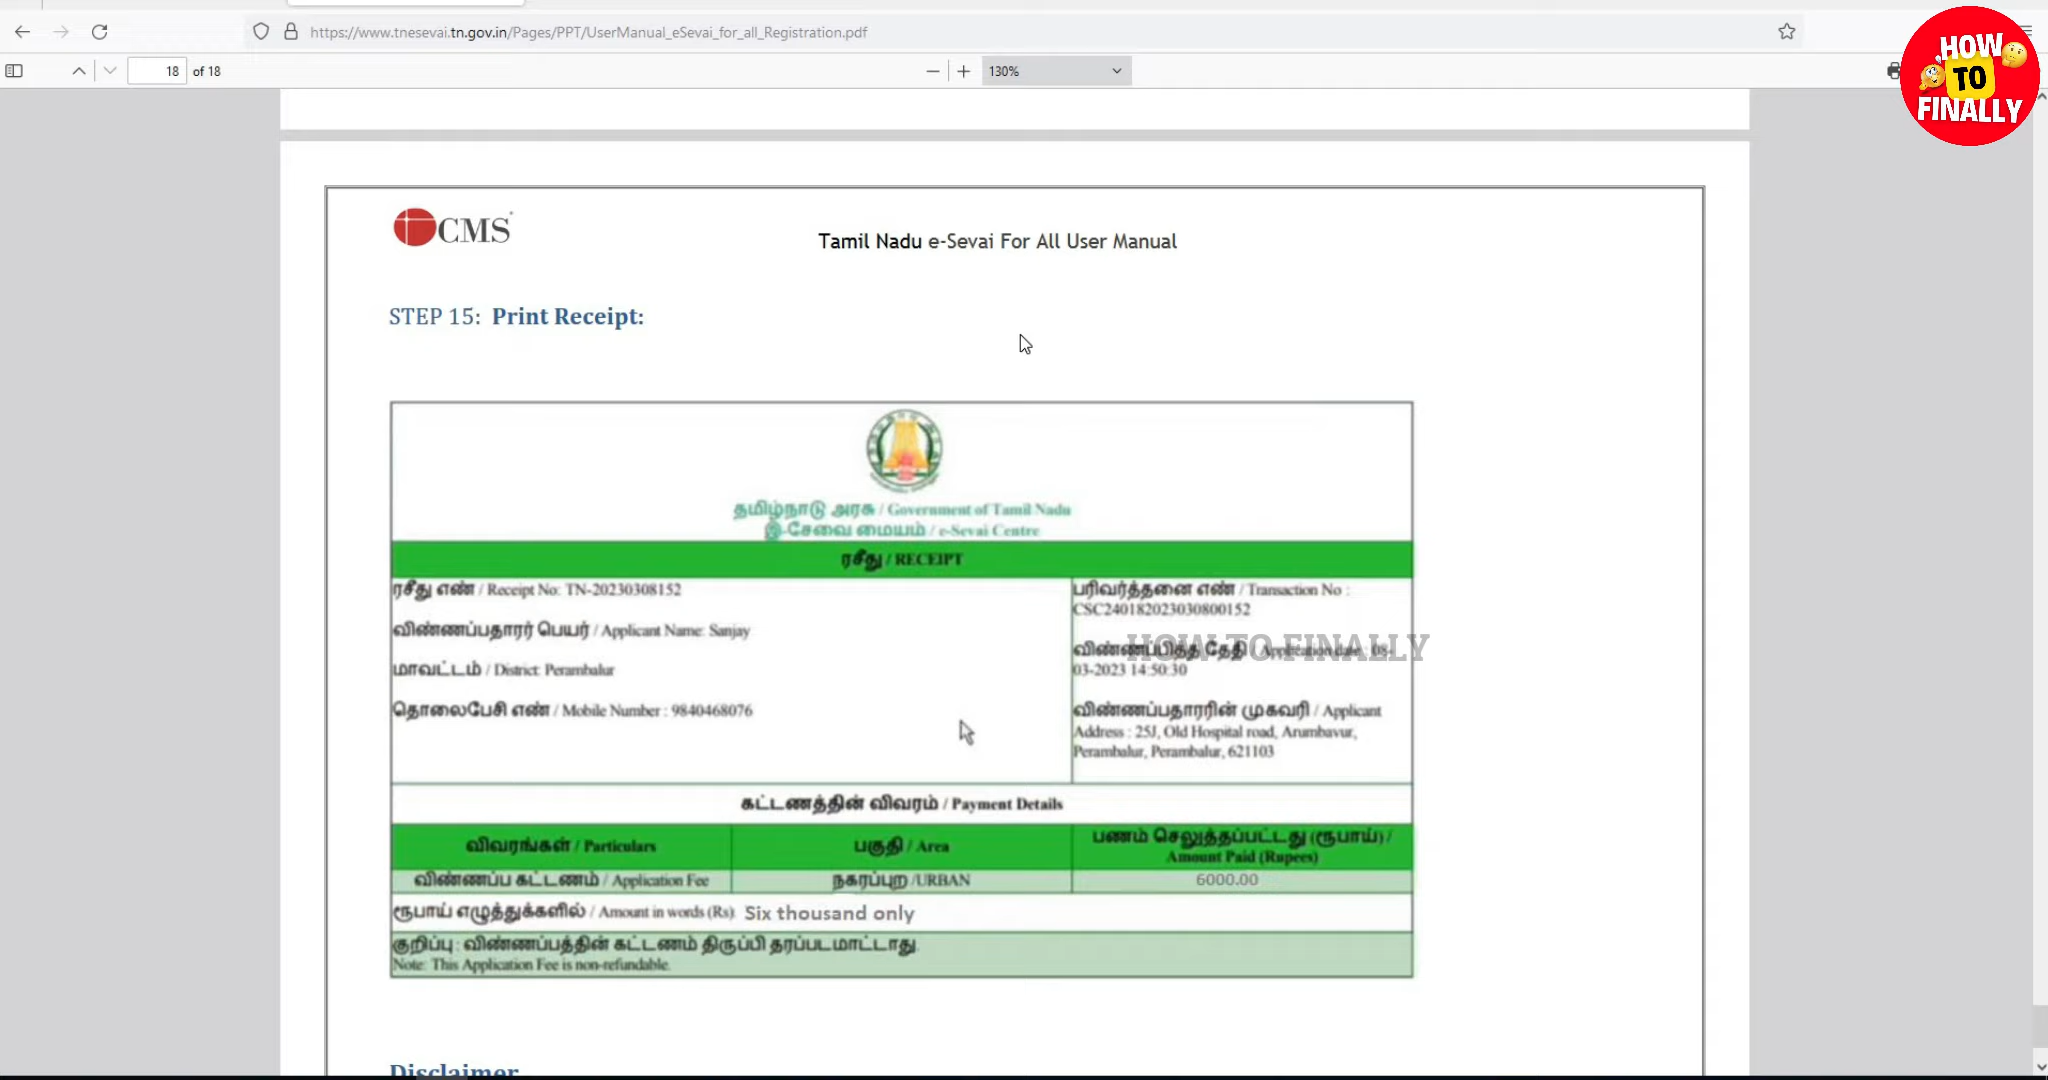 https://www.tnesevai.tn.gov.in/Pages/PPT/UserManual_eSevai_for_all_Registration.pdf
18 of 18
130%
HOW
TO
FINALLY
CMS
Tamil Nadu e-Sevai For All User Manual
STEP 15: Print Receipt:
தமிழ்நாடு அரசு / Government of Tamil Nadu
இ-சேவை மையம் / e-Sevai Centre
ரசீது / RECEIPT
ரசீது எண் / Receipt No: TN-20230308152
விண்ணப்பதாரர் பெயர் / Applicant Name: Sanjay
மாவட்டம் / District: Perambalur
தொலைபேசி எண் / Mobile Number : 9840468076
பரிவர்த்தனை எண் / Transaction No :
CSC240182023030800152
விண்ணப்பித்த தேதி / Application date : 08-
03-2023 14:50:30
HOW TO FINALLY
விண்ணப்பதாரரின் முகவரி / Applicant
Address : 25J, Old Hospital road, Arumbavur,
Perambalur, Perambalur, 621103
கட்டணத்தின் விவரம் / Payment Details
விவரங்கள் / Particulars
பகுதி / Area
பணம் செலுத்தப்பட்டது (ரூபாய்) /
Amount Paid (Rupees)
விண்ணப்ப கட்டணம் / Application Fee
நகரப்புற /URBAN
6000.00
ரூபாய் எழுத்துக்களில் / Amount in words (Rs) Six thousand only
குறிப்பு : விண்ணப்பத்தின் கட்டணம் திருப்பி தரப்படமாட்டாது.
Note: This Application Fee is non-refundable.
Disclaimer